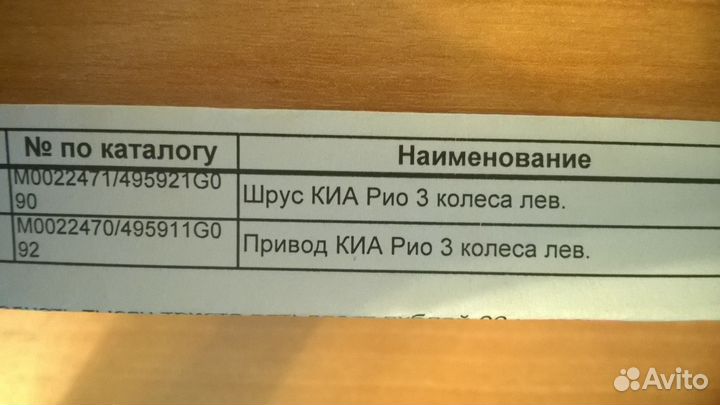 № по каталогу Наименование
M0022471/495921G0
90
Шрус КИА Рио 3 колеса лев.
M0022470/495911G0
92
Привод КИА Рио 3 колеса лев.
Avito